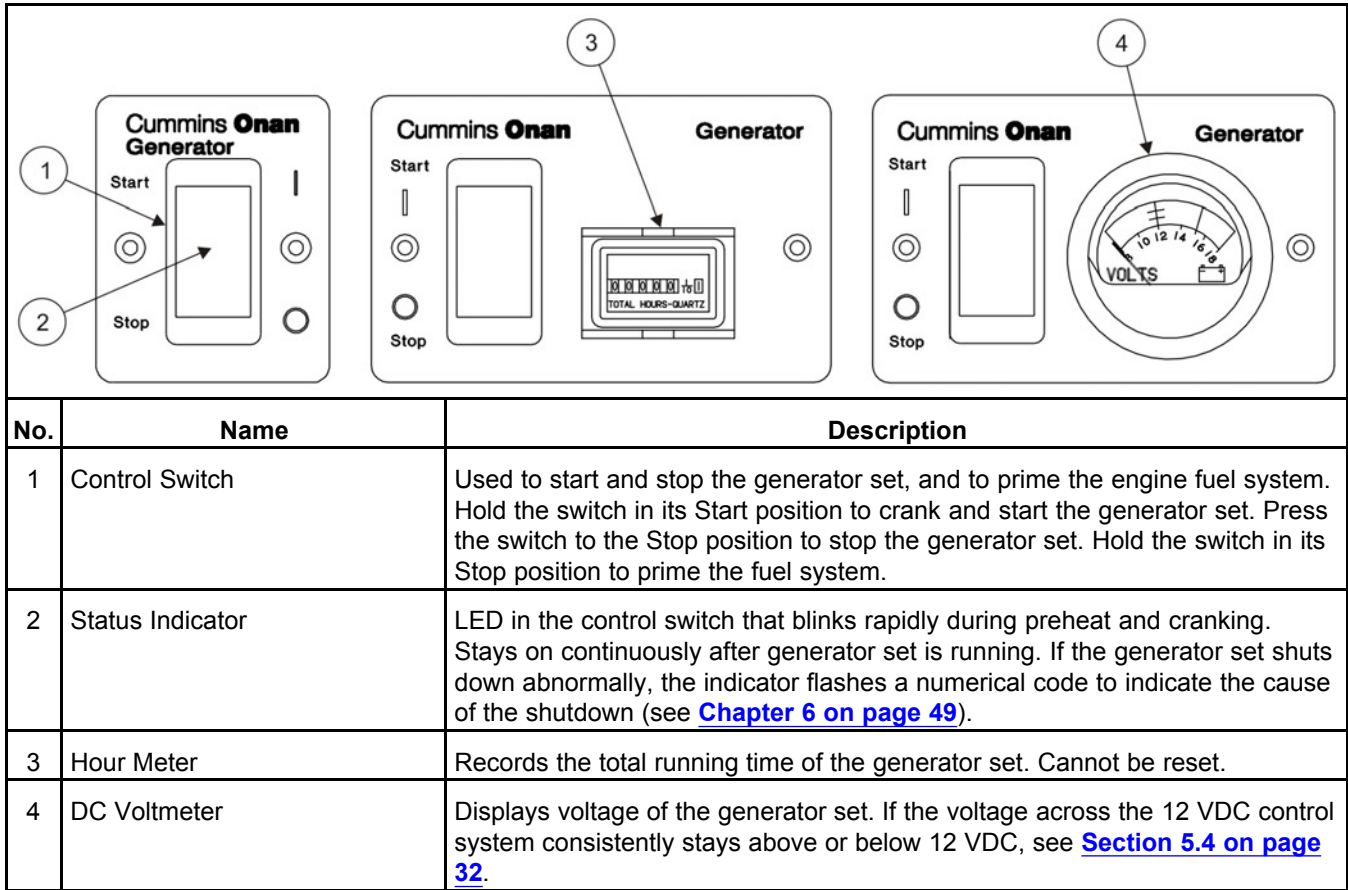 3
4
1
2
Cummins Onan
Generator
Start
Stop
Cummins Onan Generator
Start
Stop
0 0 0 0 0 1/10 1
TOTAL HOURS-QUARTZ
Cummins Onan Generator
Start
Stop
8 10 12 14 16 18
VOLTS
- +
No. Name Description
1 Control Switch Used to start and stop the generator set, and to prime the engine fuel system.
Hold the switch in its Start position to crank and start the generator set. Press
the switch to the Stop position to stop the generator set. Hold the switch in its
Stop position to prime the fuel system.
2 Status Indicator LED in the control switch that blinks rapidly during preheat and cranking.
Stays on continuously after generator set is running. If the generator set shuts
down abnormally, the indicator flashes a numerical code to indicate the cause
of the shutdown (see Chapter 6 on page 49).
3 Hour Meter Records the total running time of the generator set. Cannot be reset.
4 DC Voltmeter Displays voltage of the generator set. If the voltage across the 12 VDC control
system consistently stays above or below 12 VDC, see Section 5.4 on page
32.